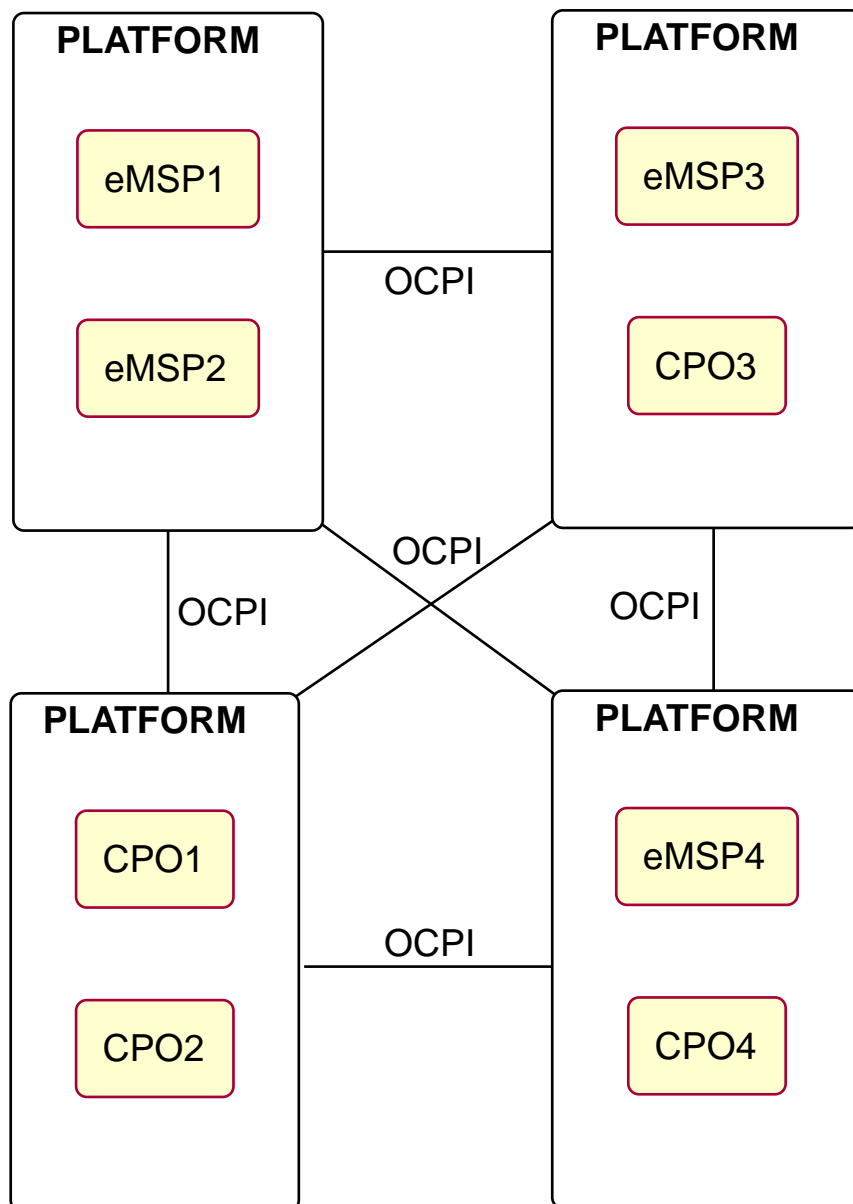 PLATFORM
eMSP1
eMSP2
PLATFORM
eMSP3
CPO3
OCPI
OCPI
OCPI
OCPI
PLATFORM
CPO1
CPO2
OCPI
PLATFORM
eMSP4
CPO4